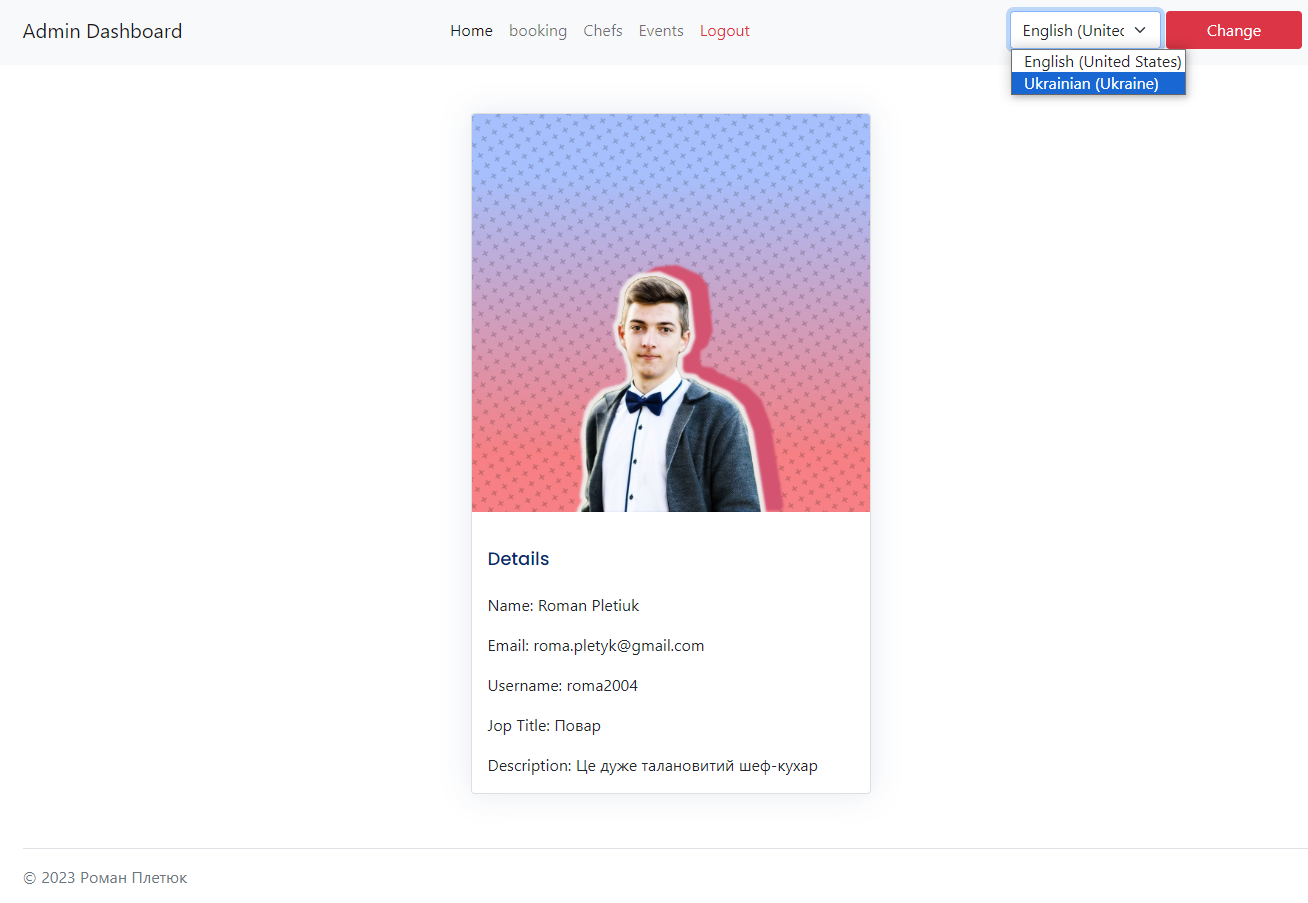 Admin Dashboard Home booking Chefs Events Logout English (United Change
English (United States)
Ukrainian (Ukraine)
Details
Name: Roman Pletiuk
Email: roma.pletyk@gmail.com
Username: roma2004
Jop Title: Повар
Description: Це дуже талановитий шеф-кухар
© 2023 Роман Плетюк